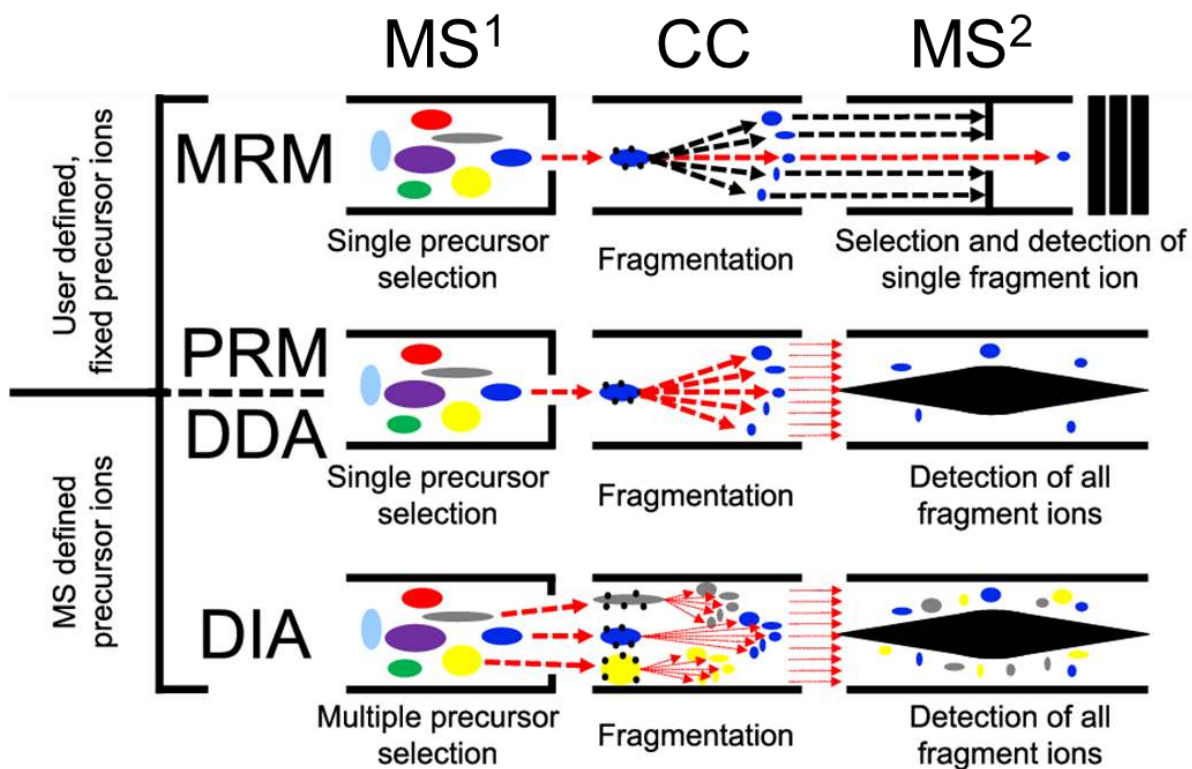 MS¹ CC MS²
User defined,
fixed precursor ions
MRM
Single precursor
selection
Fragmentation
Selection and detection of
single fragment ion
PRM
DDA
Single precursor
selection
Fragmentation
Detection of all
fragment ions
MS defined
precursor ions
DIA
Multiple precursor
selection
Fragmentation
Detection of all
fragment ions